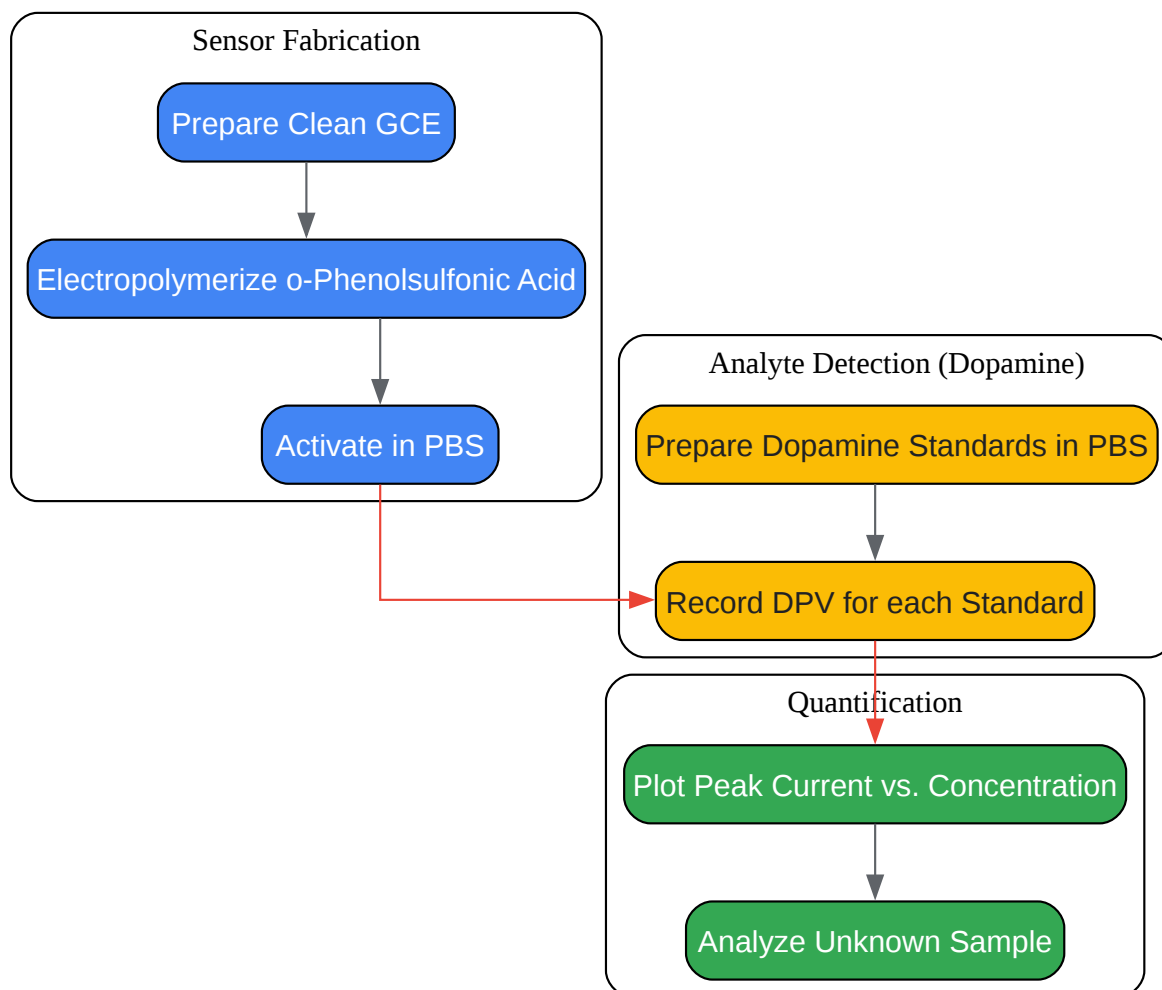 Sensor Fabrication
Prepare Clean GCE
Electropolymerize o-Phenolsulfonic Acid
Activate in PBS
Analyte Detection (Dopamine)
Prepare Dopamine Standards in PBS
Record DPV for each Standard
Quantification
Plot Peak Current vs. Concentration
Analyze Unknown Sample